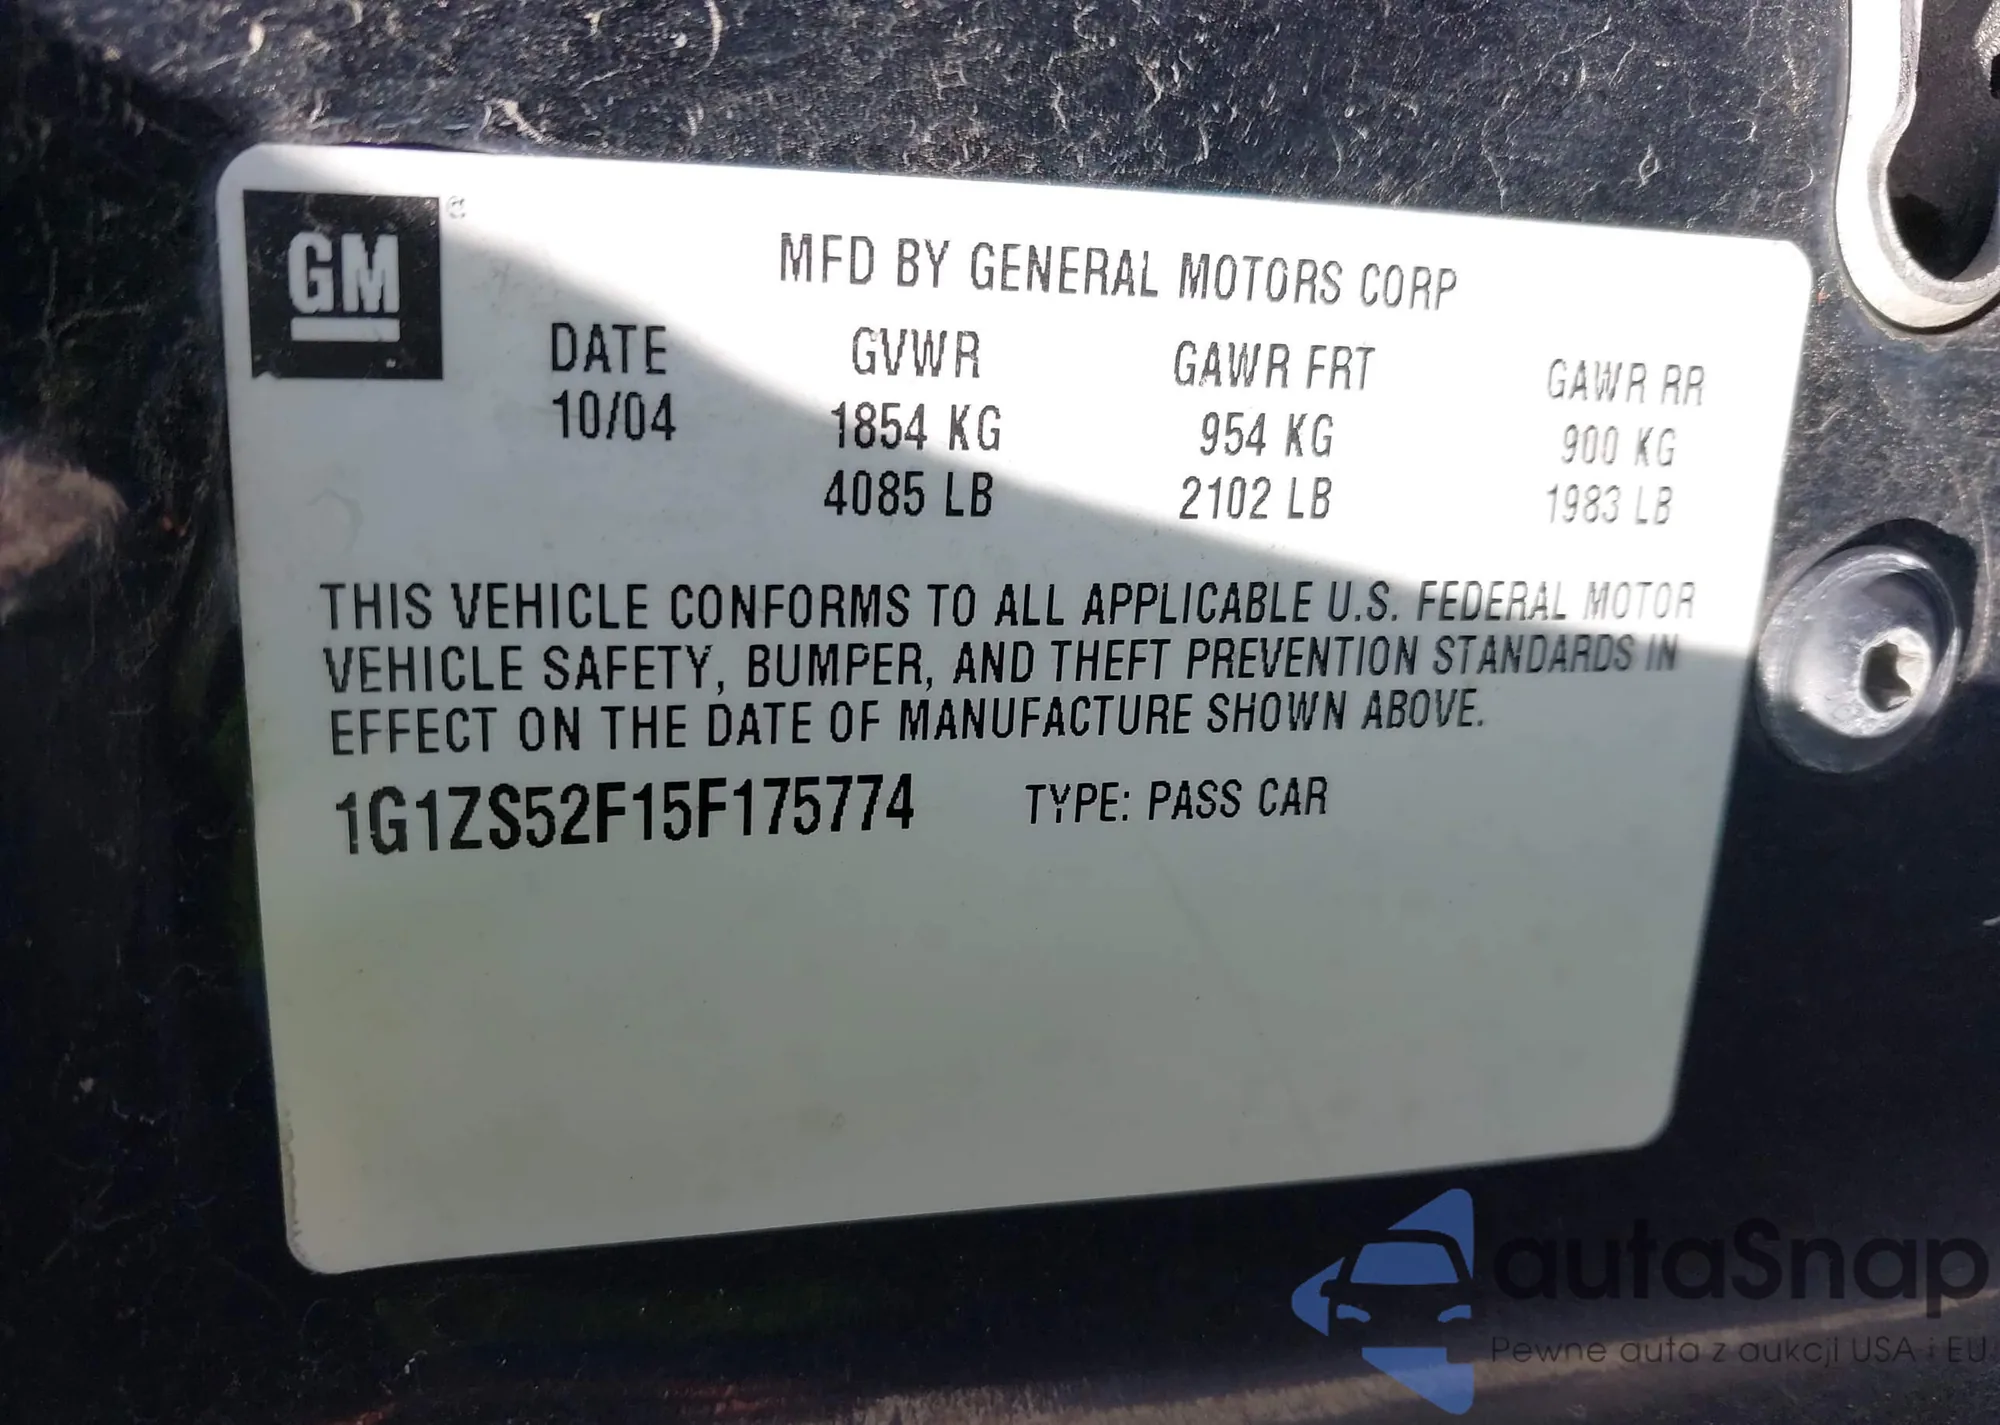 GM ®
MFD BY GENERAL MOTORS CORP
DATE GVWR GAWR FRT GAWR RR
10/04 1854 KG 954 KG 900 KG
4085 LB 2102 LB 1983 LB
THIS VEHICLE CONFORMS TO ALL APPLICABLE U.S. FEDERAL MOTOR
VEHICLE SAFETY, BUMPER, AND THEFT PREVENTION STANDARDS IN
EFFECT ON THE DATE OF MANUFACTURE SHOWN ABOVE.
1G1ZS52F15F175774 TYPE: PASS CAR
autaSnap
Pewne auta z aukcji USA i EU